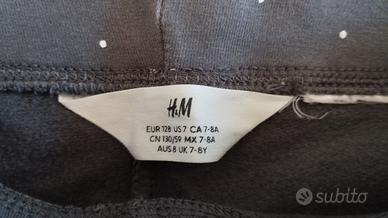 H&M
EUR 128 US 7 CA 7-8A
CN 130/59 MX 7-8A
AUS 8 UK 7-8Y
subito